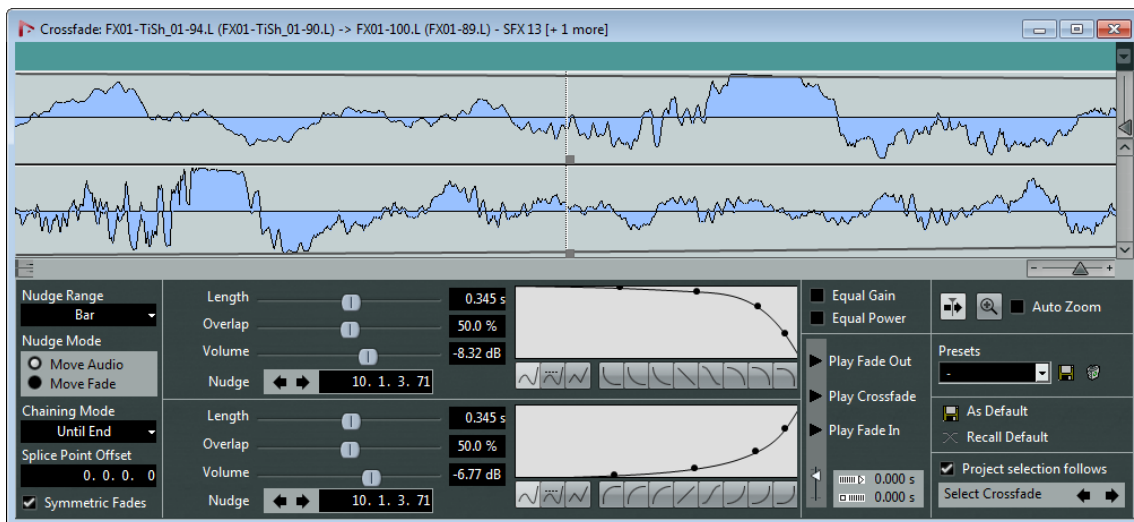 Crossfade: FX01-TiSh_01-94.L (FX01-TiSh_01-90.L) -> FX01-100.L (FX01-89.L) - SFX 13 [+ 1 more]
- +
Nudge Range
Bar
Nudge Mode
Move Audio
Move Fade
Chaining Mode
Until End
Splice Point Offset
0. 0. 0. 0
Symmetric Fades
Length 0.345 s
Overlap 50.0 %
Volume -8.32 dB
Nudge 10. 1. 3. 71
Length 0.345 s
Overlap 50.0 %
Volume -6.77 dB
Nudge 10. 1. 3. 71
Equal Gain
Equal Power
Play Fade Out
Play Crossfade
Play Fade In
0.000 s
0.000 s
Auto Zoom
Presets
-
As Default
Recall Default
Project selection follows
Select Crossfade